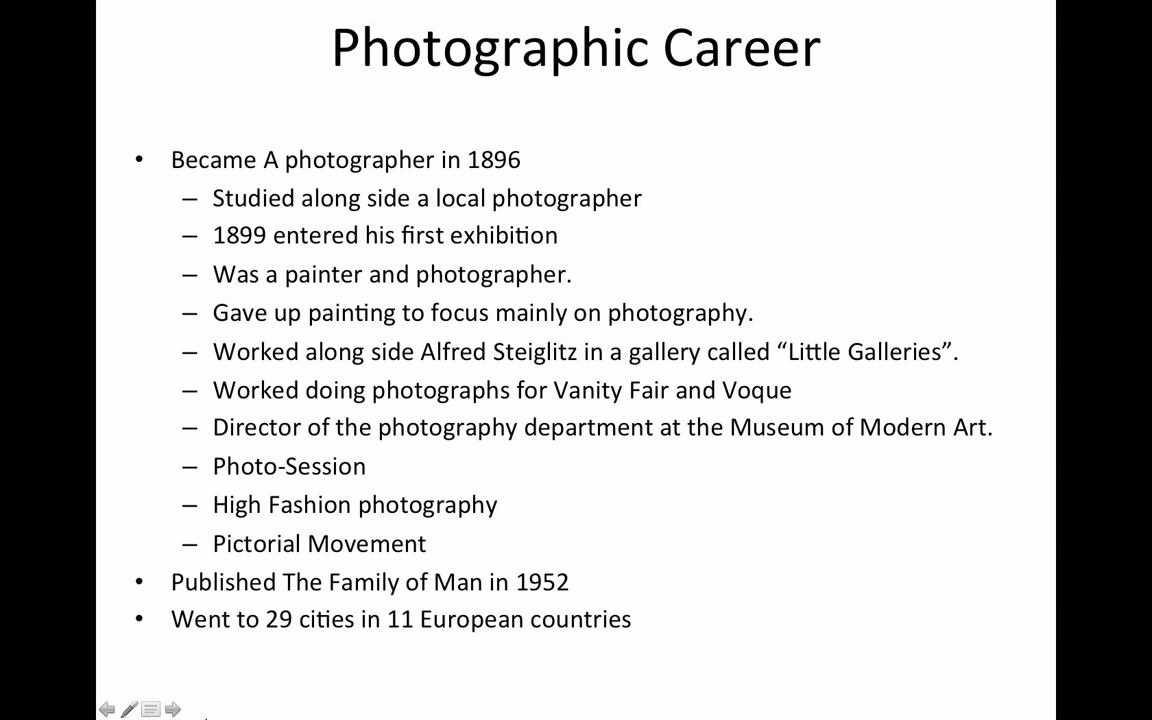 Photographic Career
• Became A photographer in 1896
– Studied along side a local photographer
– 1899 entered his first exhibition
– Was a painter and photographer.
– Gave up painting to focus mainly on photography.
– Worked along side Alfred Steiglitz in a gallery called “Little Galleries”.
– Worked doing photographs for Vanity Fair and Voque
– Director of the photography department at the Museum of Modern Art.
– Photo-Session
– High Fashion photography
– Pictorial Movement
• Published The Family of Man in 1952
• Went to 29 cities in 11 European countries